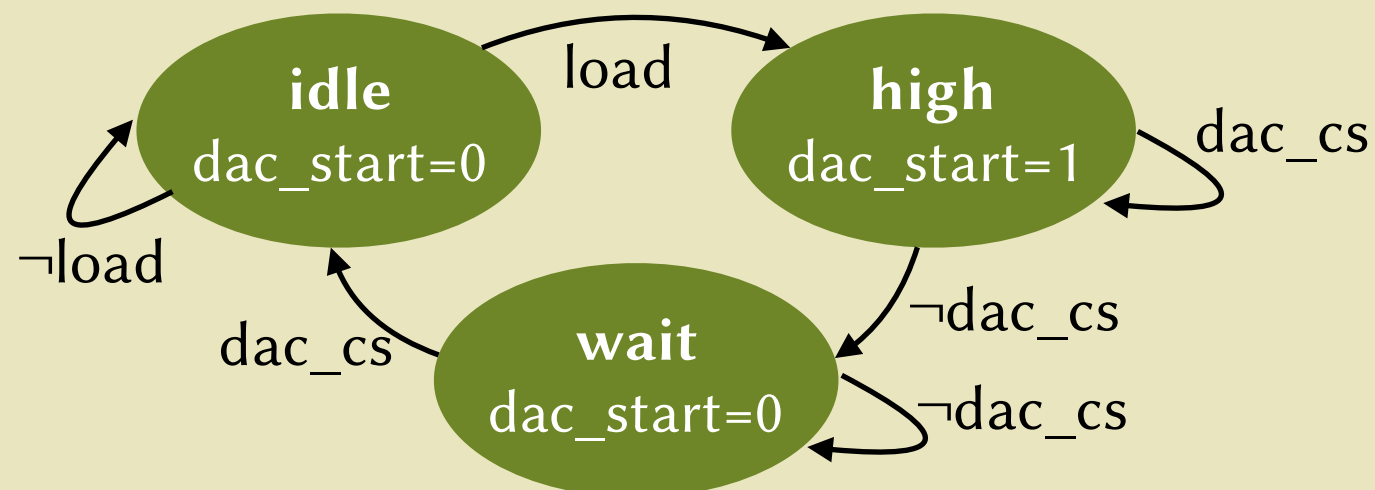 idle
dac_start=0
load
high
dac_start=1
dac_cs
¬load
dac_cs
wait
dac_start=0
¬dac_cs
¬dac_cs